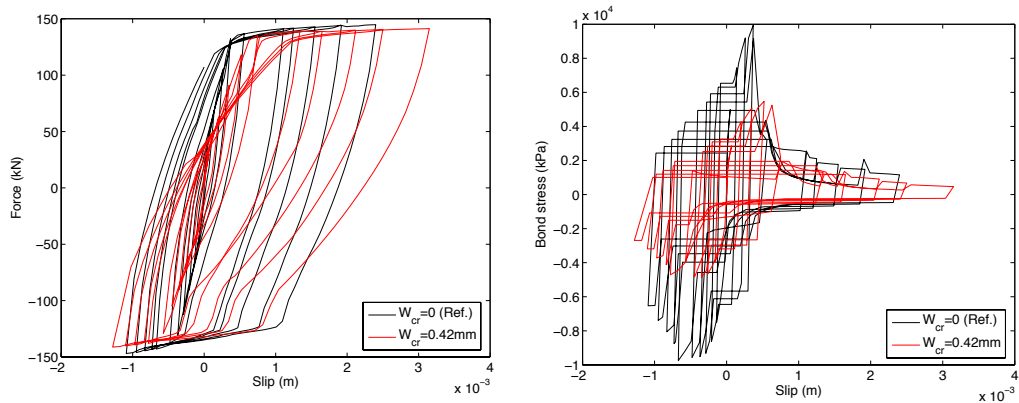 150
100
50
0
−50
−100
−150
Force (kN)
−2
−1
0
1
2
3
4
Slip (m)
x 10⁻³
W_cr=0 (Ref.)
W_cr=0.42mm
x 10⁴
1
0.8
0.6
0.4
0.2
0
−0.2
−0.4
−0.6
−0.8
−1
Bond stress (kPa)
−2
−1
0
1
2
3
4
Slip (m)
x 10⁻³
W_cr=0 (Ref.)
W_cr=0.42mm